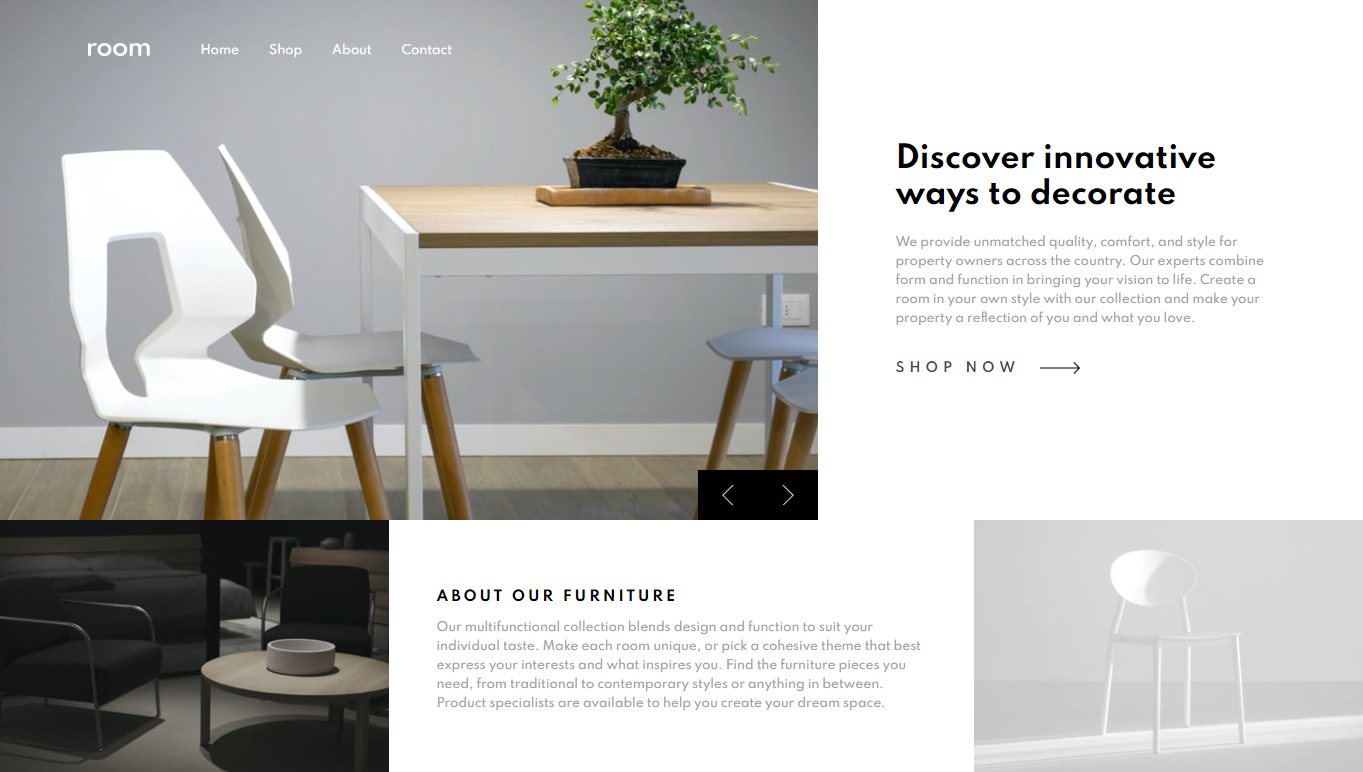 room
Home Shop About Contact
Discover innovative
ways to decorate
We provide unmatched quality, comfort, and style for
property owners across the country. Our experts combine
form and function in bringing your vision to life. Create a
room in your own style with our collection and make your
property a reflection of you and what you love.
SHOP NOW
ABOUT OUR FURNITURE
Our multifunctional collection blends design and function to suit your
individual taste. Make each room unique, or pick a cohesive theme that best
express your interests and what inspires you. Find the furniture pieces you
need, from traditional to contemporary styles or anything in between.
Product specialists are available to help you create your dream space.